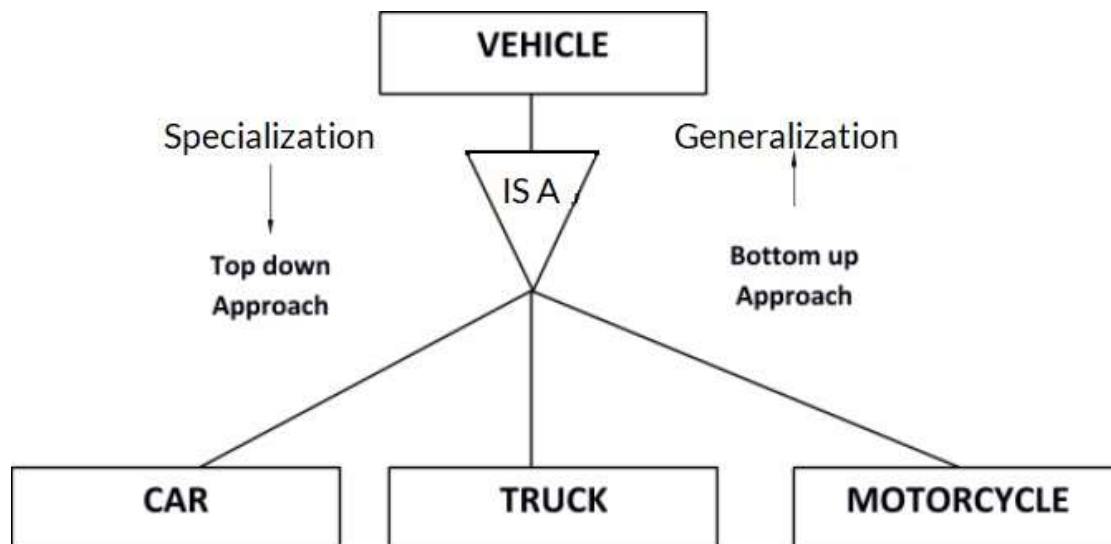 VEHICLE
Specialization
Generalization
IS A
Top down
Approach
Bottom up
Approach
CAR
TRUCK
MOTORCYCLE